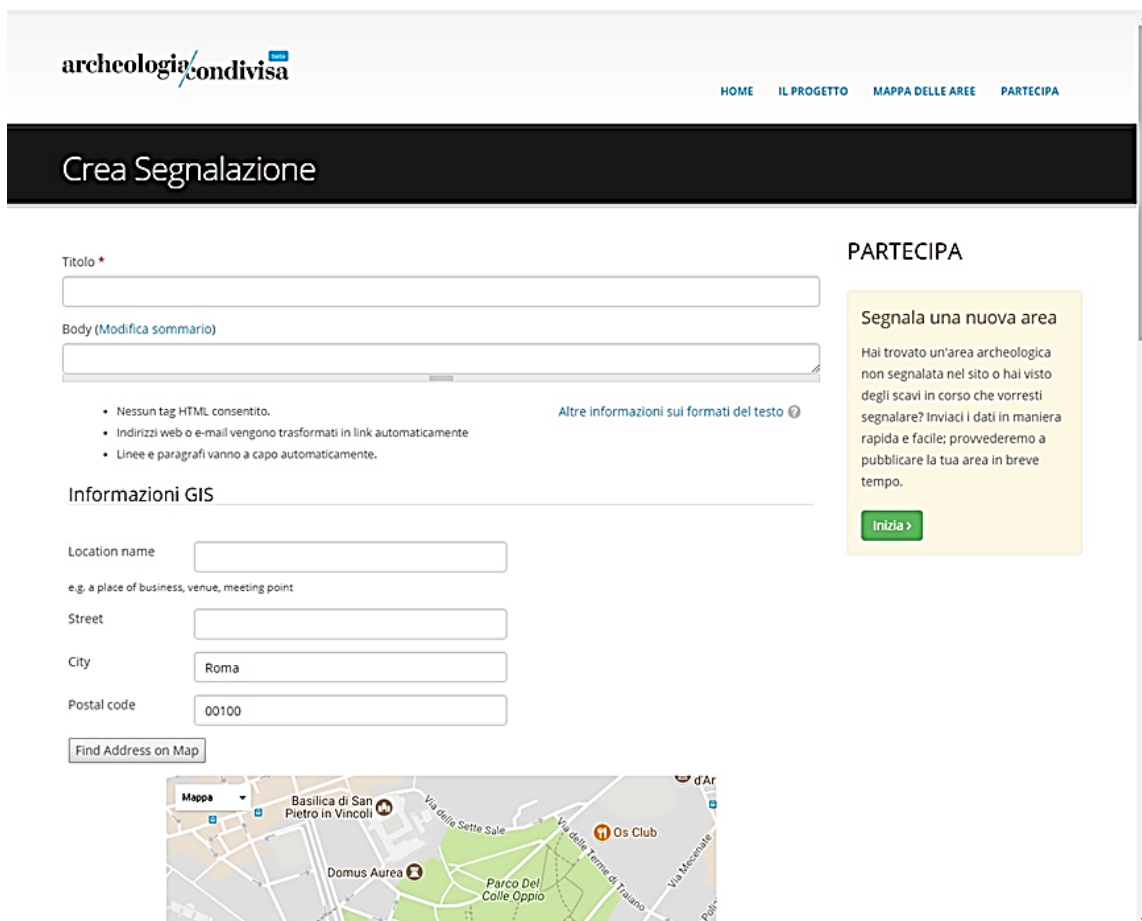 archeologia/condivisa
beta
HOME IL PROGETTO MAPPA DELLE AREE PARTECIPA
Crea Segnalazione
Titolo *
Body (Modifica sommario)
• Nessun tag HTML consentito.
Altre informazioni sui formati del testo ?
• Indirizzi web o e-mail vengono trasformati in link automaticamente
• Linee e paragrafi vanno a capo automaticamente.
Informazioni GIS
Location name
e.g. a place of business, venue, meeting point
Street
City
Roma
Postal code
00100
Find Address on Map
Mappa
Basilica di San
Pietro in Vincoli
Via delle Sette Sale
d'Ar
Os Club
Via delle Terme di Traiano
Via Mecenate
Domus Aurea
Parco Del
Colle Oppio
PARTECIPA
Segnala una nuova area
Hai trovato un'area archeologica
non segnalata nel sito o hai visto
degli scavi in corso che vorresti
segnalare? Inviaci i dati in maniera
rapida e facile; provvederemo a
pubblicare la tua area in breve
tempo.
Inizia >